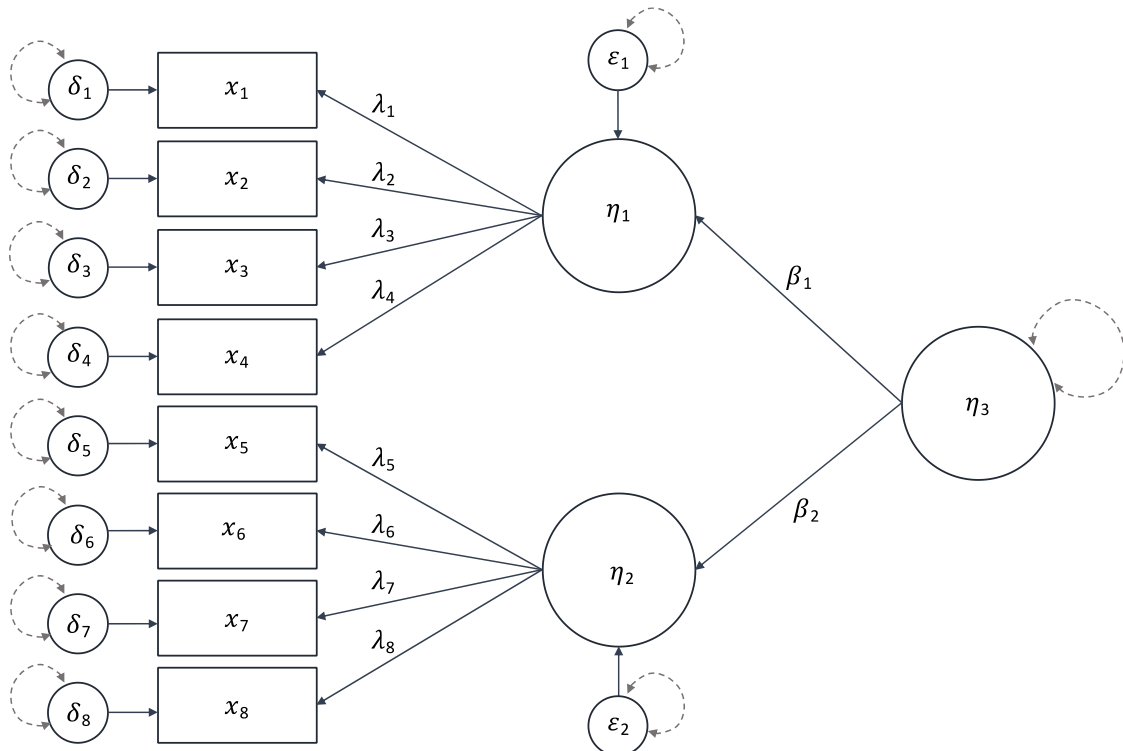 ε₁
δ₁
x₁
λ₁
δ₂
x₂
λ₂
η₁
δ₃
x₃
λ₃
β₁
λ₄
δ₄
x₄
η₃
δ₅
x₅
λ₅
β₂
δ₆
x₆
λ₆
η₂
λ₇
δ₇
x₇
λ₈
δ₈
x₈
ε₂